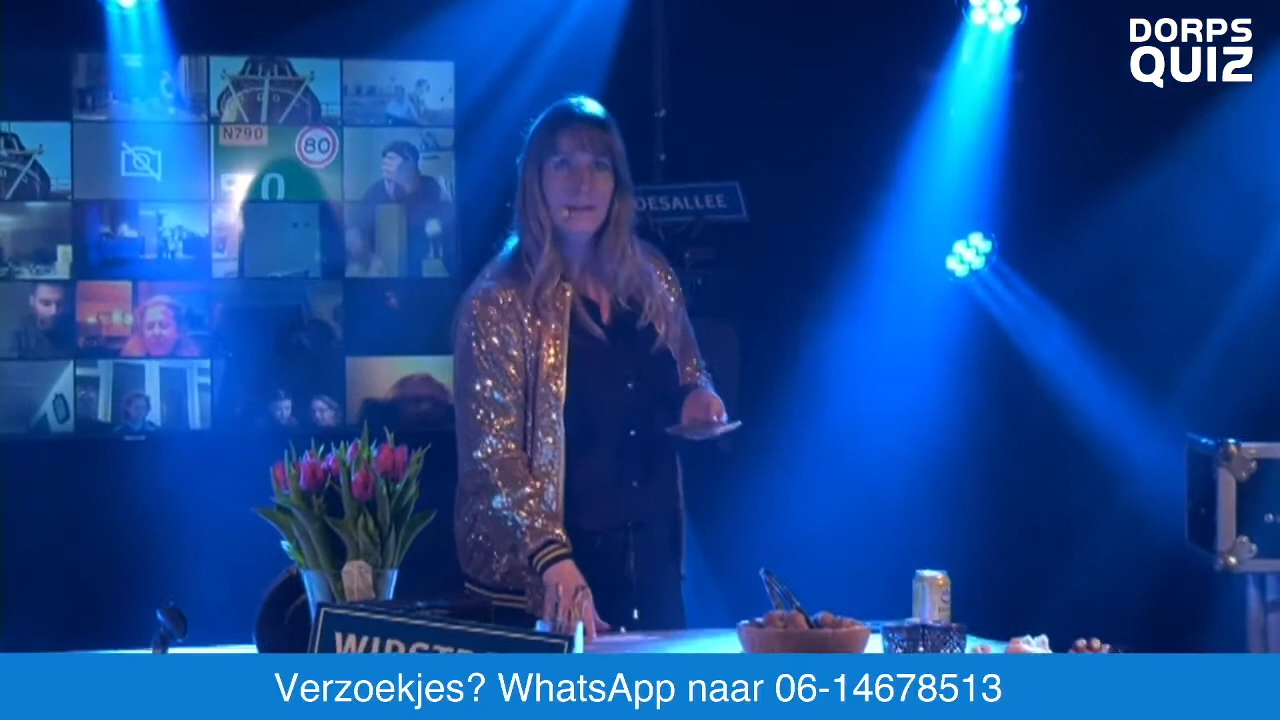 DORPS
QUIZ
N790
80
DESALLEE
Verzoekjes? WhatsApp naar 06-14678513